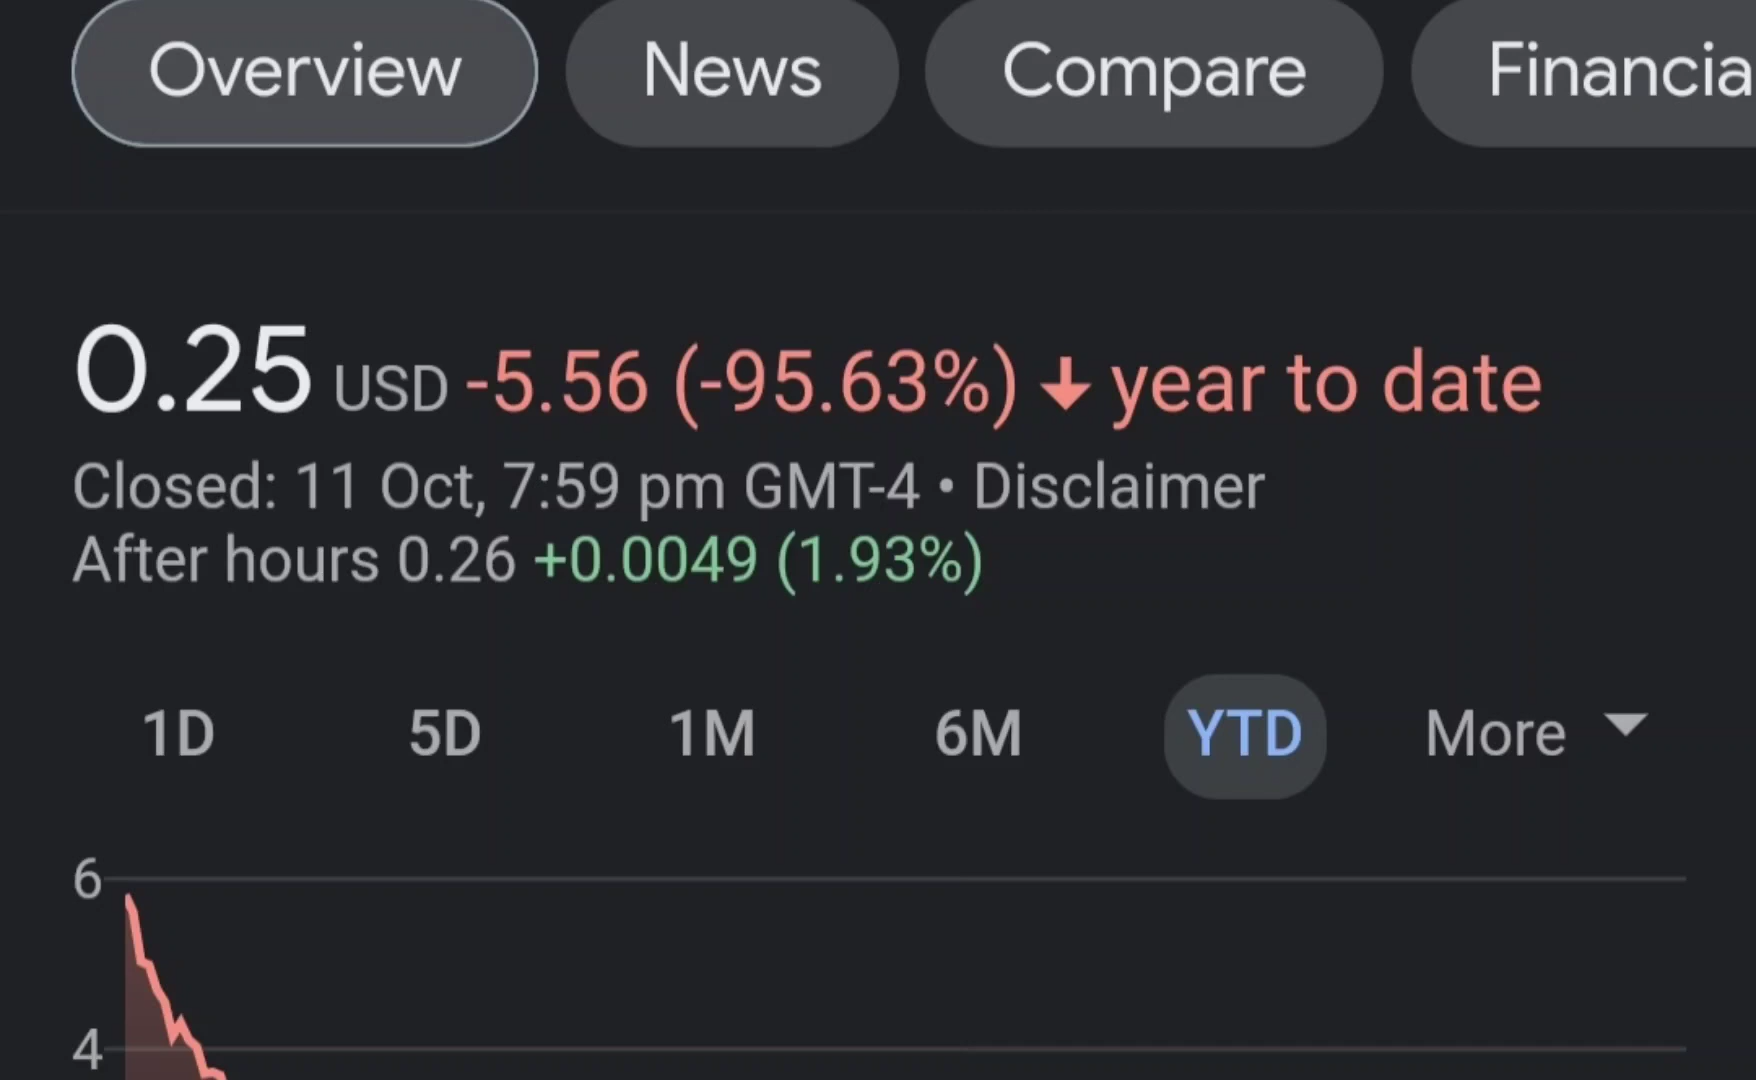 Overview News Compare Financia
0.25 USD -5.56 (-95.63%) ↓ year to date
Closed: 11 Oct, 7:59 pm GMT-4 • Disclaimer
After hours 0.26 +0.0049 (1.93%)
1D 5D 1M 6M YTD More
6
4